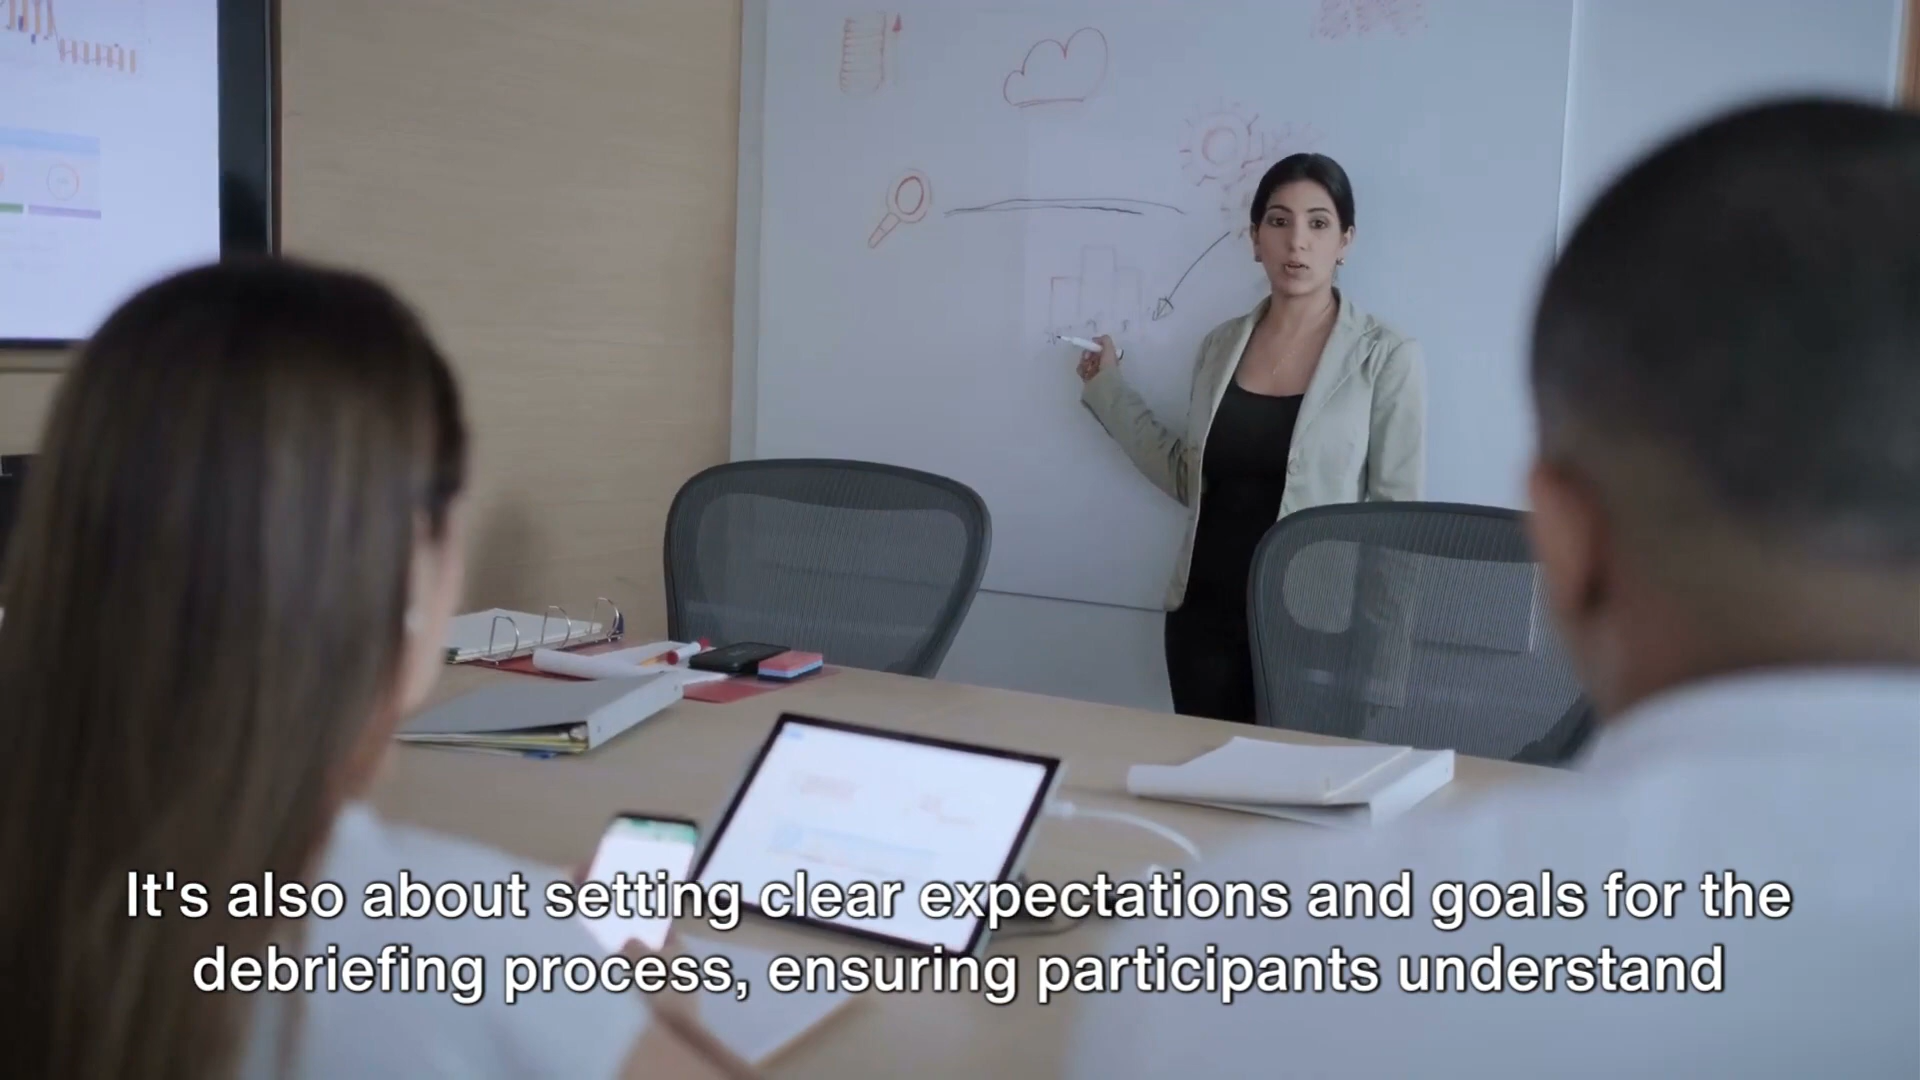 It's also about setting clear expectations and goals for the
debriefing process, ensuring participants understand